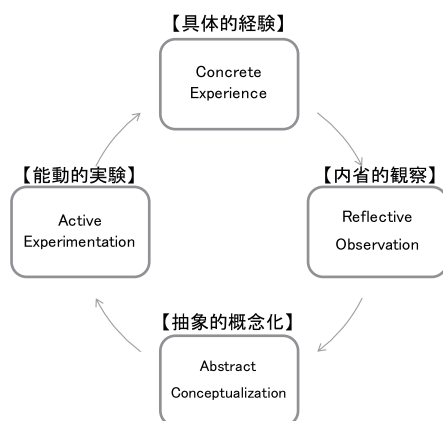 【具体的経験】
Concrete
Experience
【能動的実験】
Active
Experimentation
【内省的観察】
Reflective
Observation
【抽象的概念化】
Abstract
Conceptualization